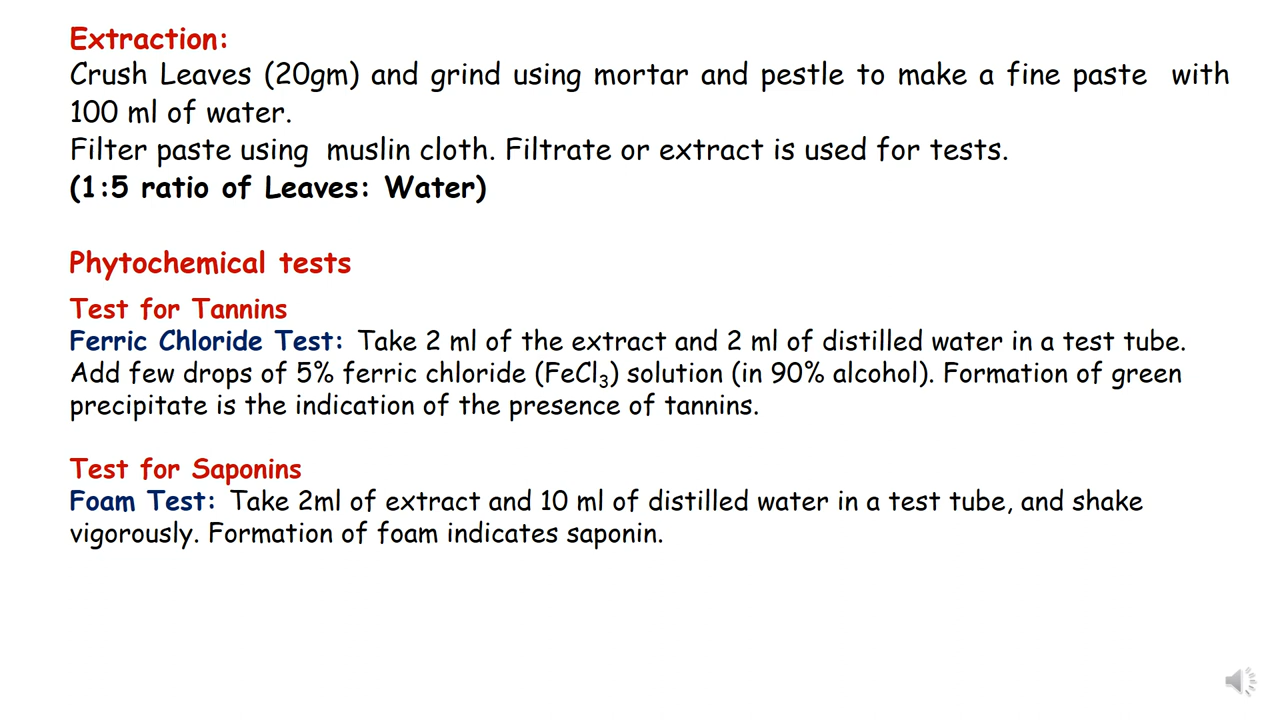 Extraction:
Crush Leaves (20gm) and grind using mortar and pestle to make a fine paste with
100 ml of water.
Filter paste using muslin cloth. Filtrate or extract is used for tests.
(1:5 ratio of Leaves: Water)
Phytochemical tests
Test for Tannins
Ferric Chloride Test: Take 2 ml of the extract and 2 ml of distilled water in a test tube.
Add few drops of 5% ferric chloride (FeCl₃) solution (in 90% alcohol). Formation of green
precipitate is the indication of the presence of tannins.
Test for Saponins
Foam Test: Take 2ml of extract and 10 ml of distilled water in a test tube, and shake
vigorously. Formation of foam indicates saponin.